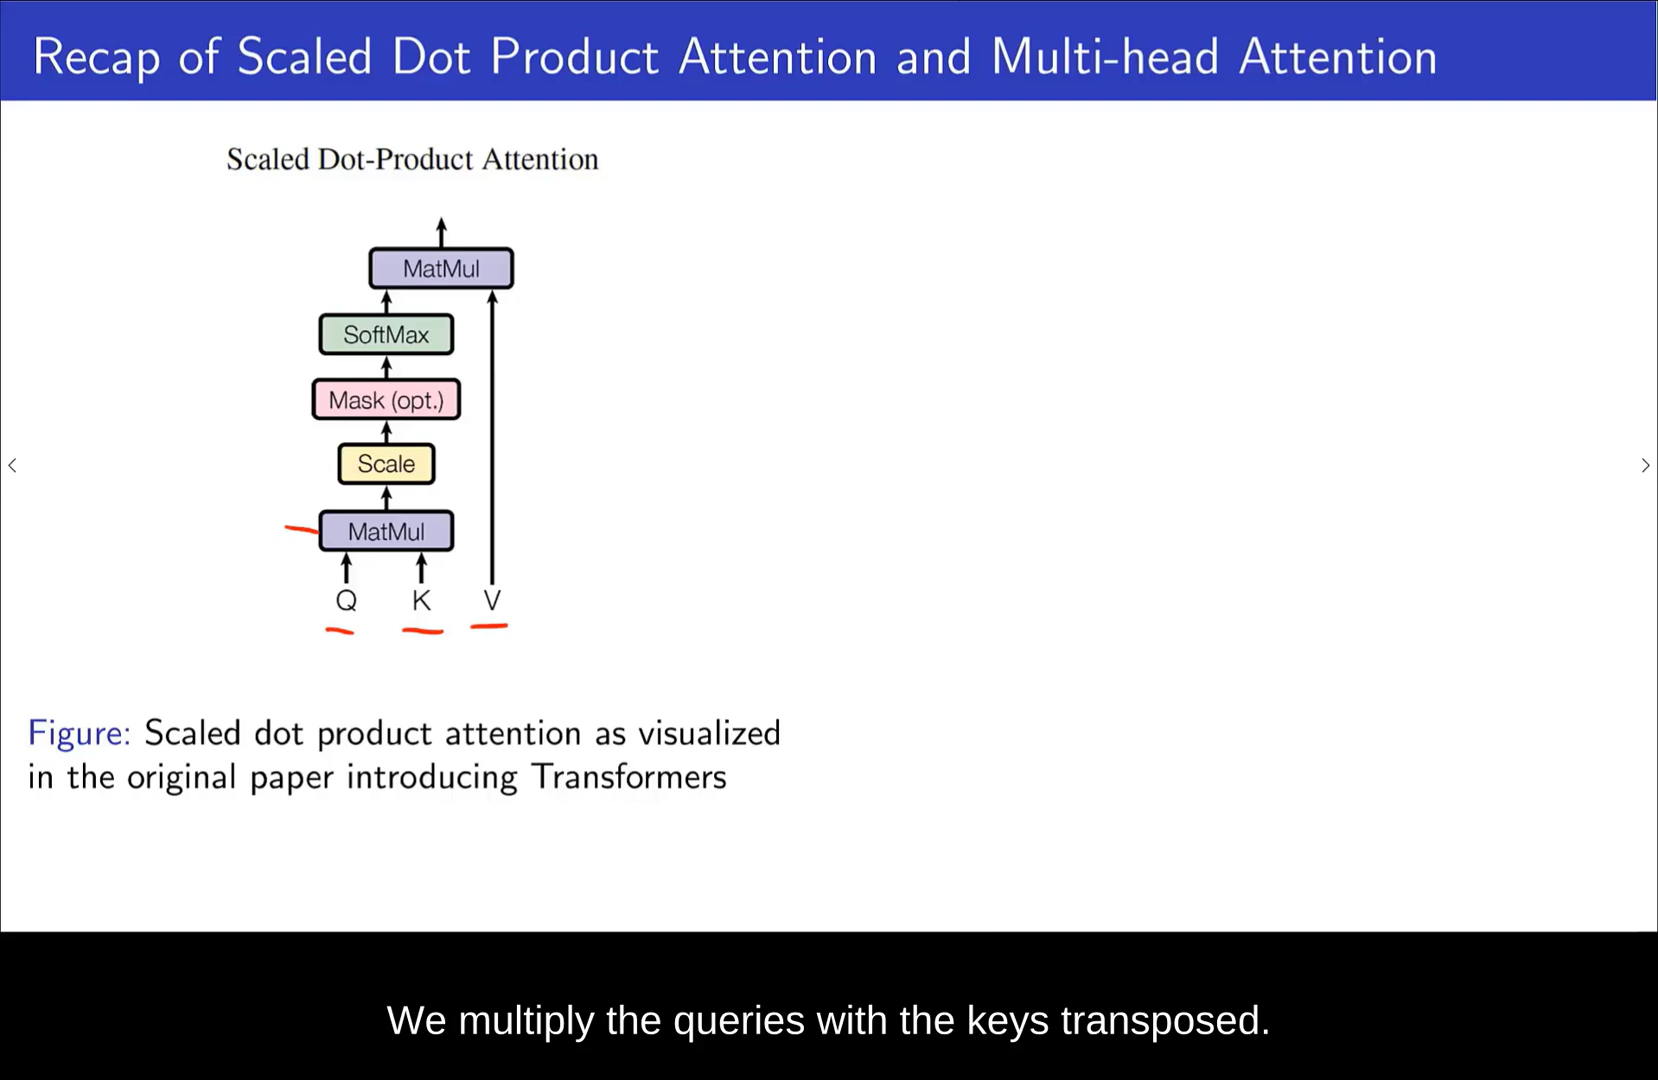 Recap of Scaled Dot Product Attention and Multi-head Attention
Scaled Dot-Product Attention
MatMul
SoftMax
Mask (opt.)
Scale
MatMul
Q K V
Figure: Scaled dot product attention as visualized
in the original paper introducing Transformers
We multiply the queries with the keys transposed.